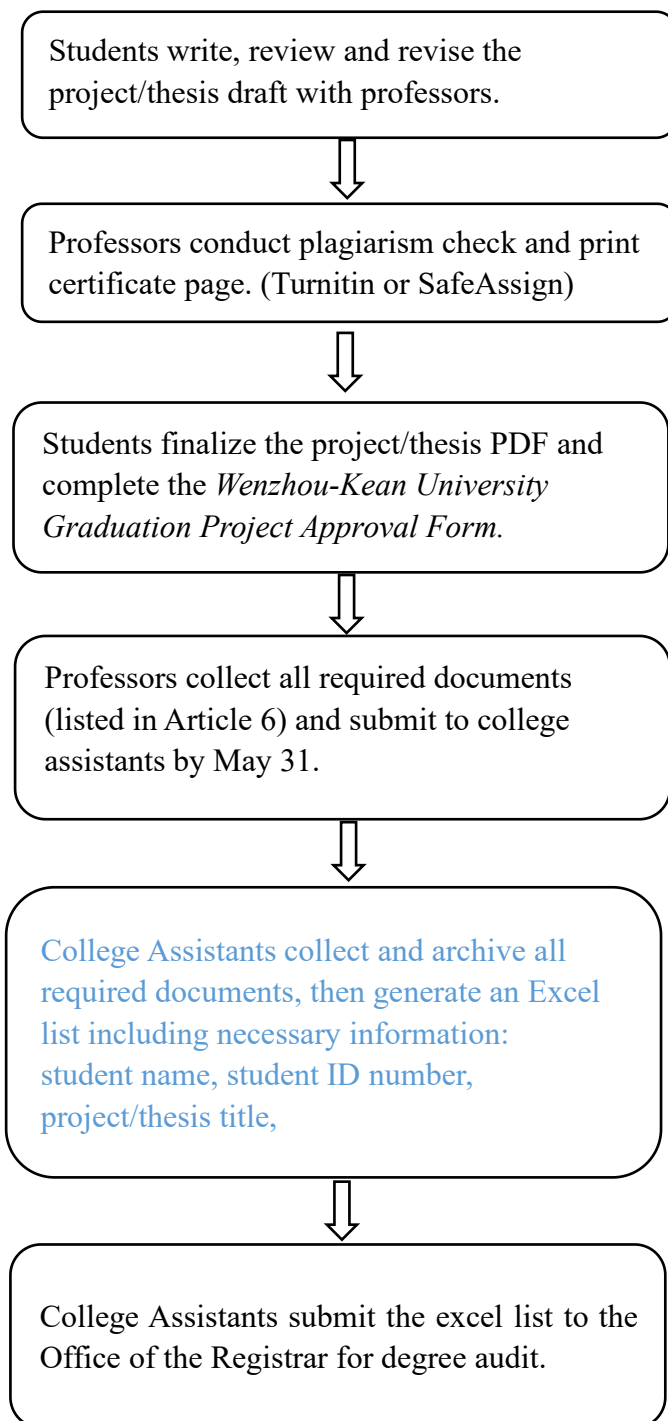 Students write, review and revise the
project/thesis draft with professors.
Professors conduct plagiarism check and print
certificate page. (Turnitin or SafeAssign)
Students finalize the project/thesis PDF and
complete the Wenzhou-Kean University
Graduation Project Approval Form.
Professors collect all required documents
(listed in Article 6) and submit to college
assistants by May 31.
College Assistants collect and archive all
required documents, then generate an Excel
list including necessary information:
student name, student ID number,
project/thesis title,
College Assistants submit the excel list to the
Office of the Registrar for degree audit.